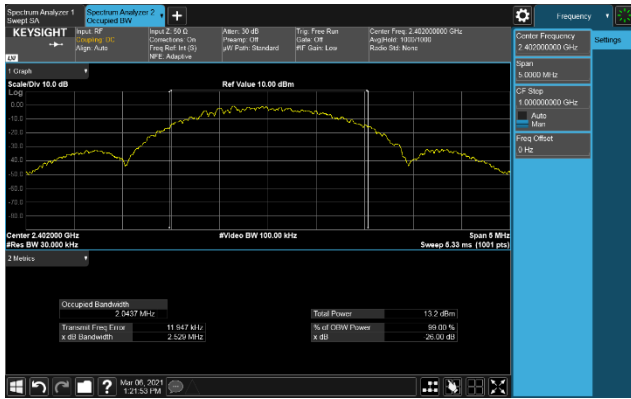 Spectrum Analyzer 1
Swept SA
Spectrum Analyzer 2
Occupied BW
+
KEYSIGHT
Input: RF
Coupling: DC
Align: Auto
Input Z: 50 Ω
Corrections: On
Freq Ref: Int (S)
NFE: Adaptive
Atten: 30 dB
Preamp: Off
µW Path: Standard
Trig: Free Run
Gate: Off
#IF Gain: Low
Center Freq: 2.402000000 GHz
Avg|Hold: 1000/1000
Radio Std: None
LXI
1 Graph
Scale/Div 10.0 dB
Ref Value 10.00 dBm
Log
0.00
-10.0
-20.0
-30.0
-40.0
-50.0
-60.0
-70.0
-80.0
Center 2.402000 GHz
#Video BW 100.00 kHz
Span 5 MHz
#Res BW 30.000 kHz
Sweep 5.33 ms (1001 pts)
2 Metrics
Occupied Bandwidth
2.0437 MHz
Total Power
13.2 dBm
Transmit Freq Error
11.947 kHz
% of OBW Power
99.00 %
x dB Bandwidth
2.529 MHz
x dB
-26.00 dB
?
Mar 06, 2021
1:21:53 PM
Frequency
Center Frequency
2.402000000 GHz
Settings
Span
5.0000 MHz
CF Step
1.000000000 GHz
Auto
Man
Freq Offset
0 Hz